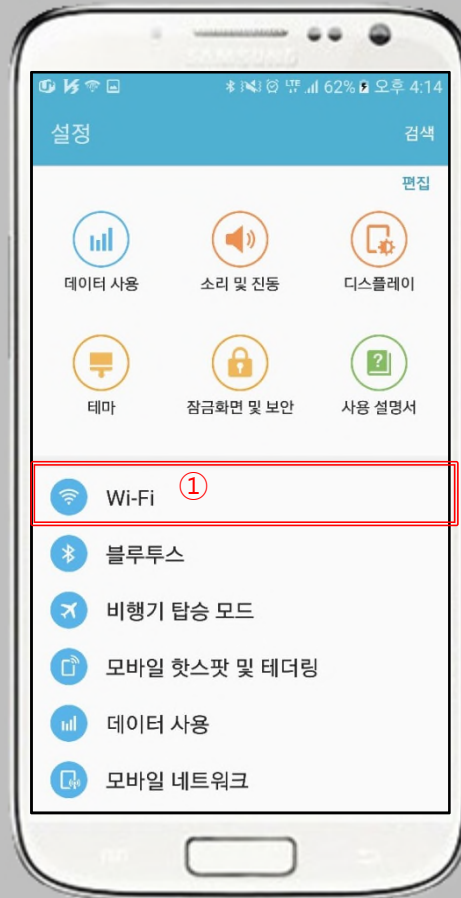 SAMSUNG
LTE 62% 오후 4:14
설정 검색
편집
데이터 사용 소리 및 진동 디스플레이
테마 잠금화면 및 보안 사용 설명서
Wi-Fi ①
블루투스
비행기 탑승 모드
모바일 핫스팟 및 테더링
데이터 사용
모바일 네트워크